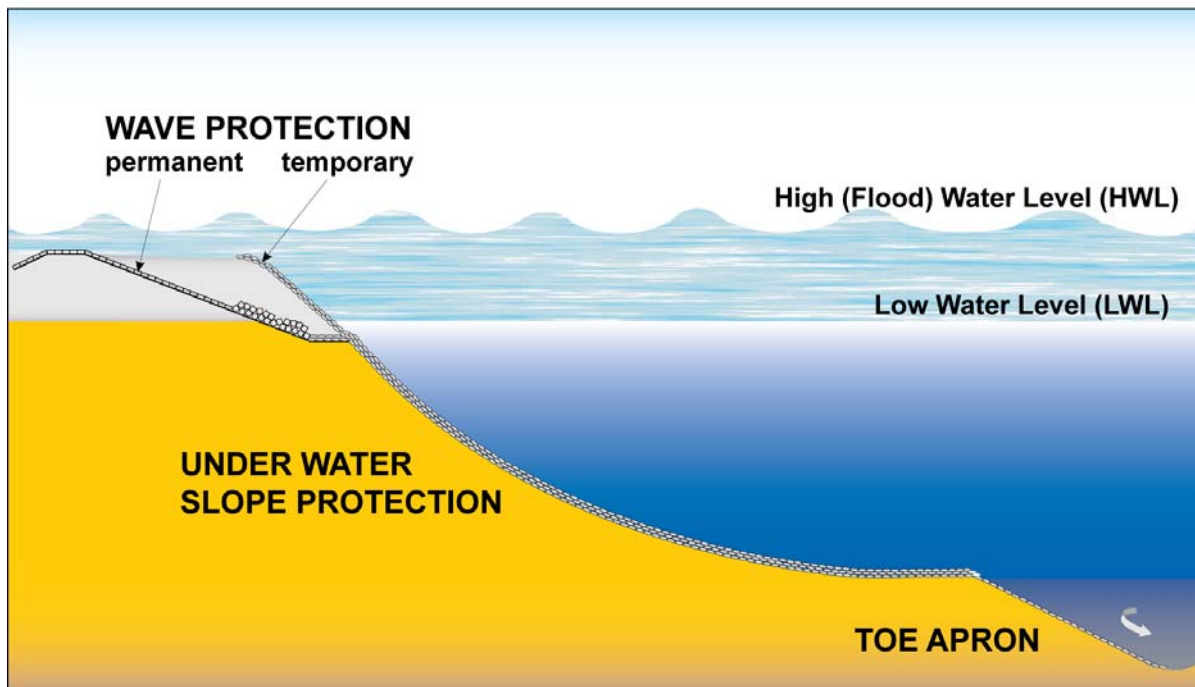 WAVE PROTECTION
permanent temporary
High (Flood) Water Level (HWL)
Low Water Level (LWL)
UNDER WATER
SLOPE PROTECTION
TOE APRON